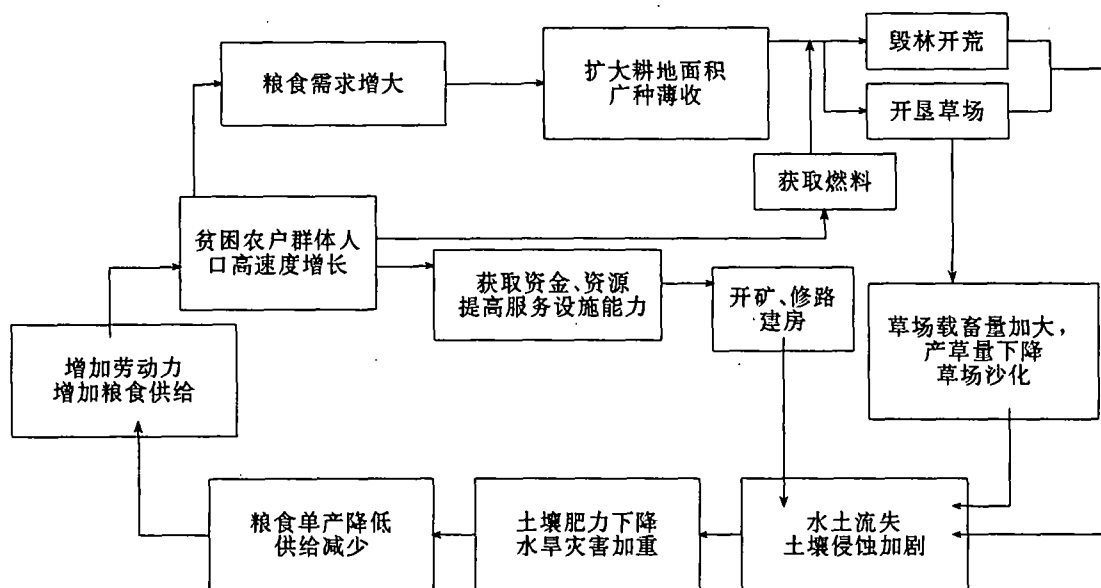 粮食需求增大
扩大耕地面积
广种薄收
毁林开荒
开垦草场
获取燃料
贫困农户群体人
口高速度增长
获取资金、资源
提高服务设施能力
开矿、修路
建房
草场载畜量加大，
产草量下降
草场沙化
增加劳动力
增加粮食供给
粮食单产降低
供给减少
土壤肥力下降
水旱灾害加重
水土流失
土壤侵蚀加剧